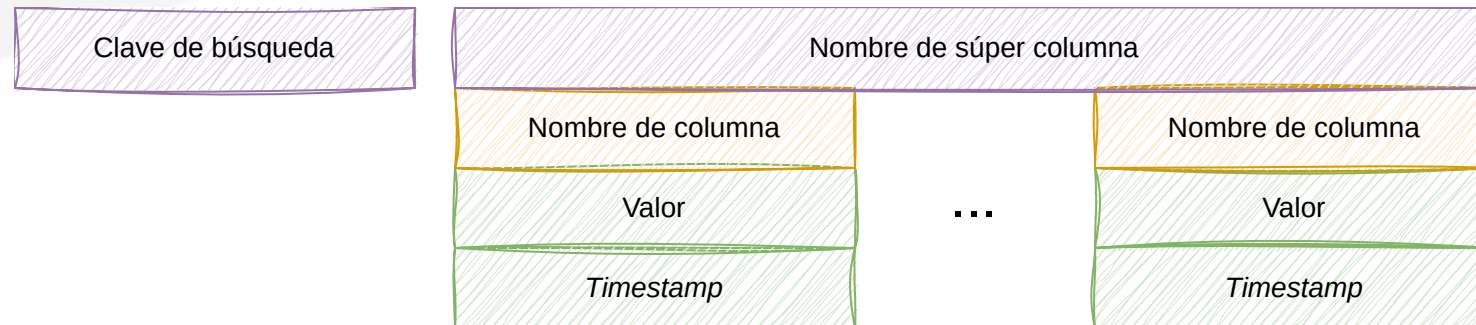 Clave de búsqueda
Nombre de súper columna
Nombre de columna
Nombre de columna
Valor
...
Valor
Timestamp
Timestamp